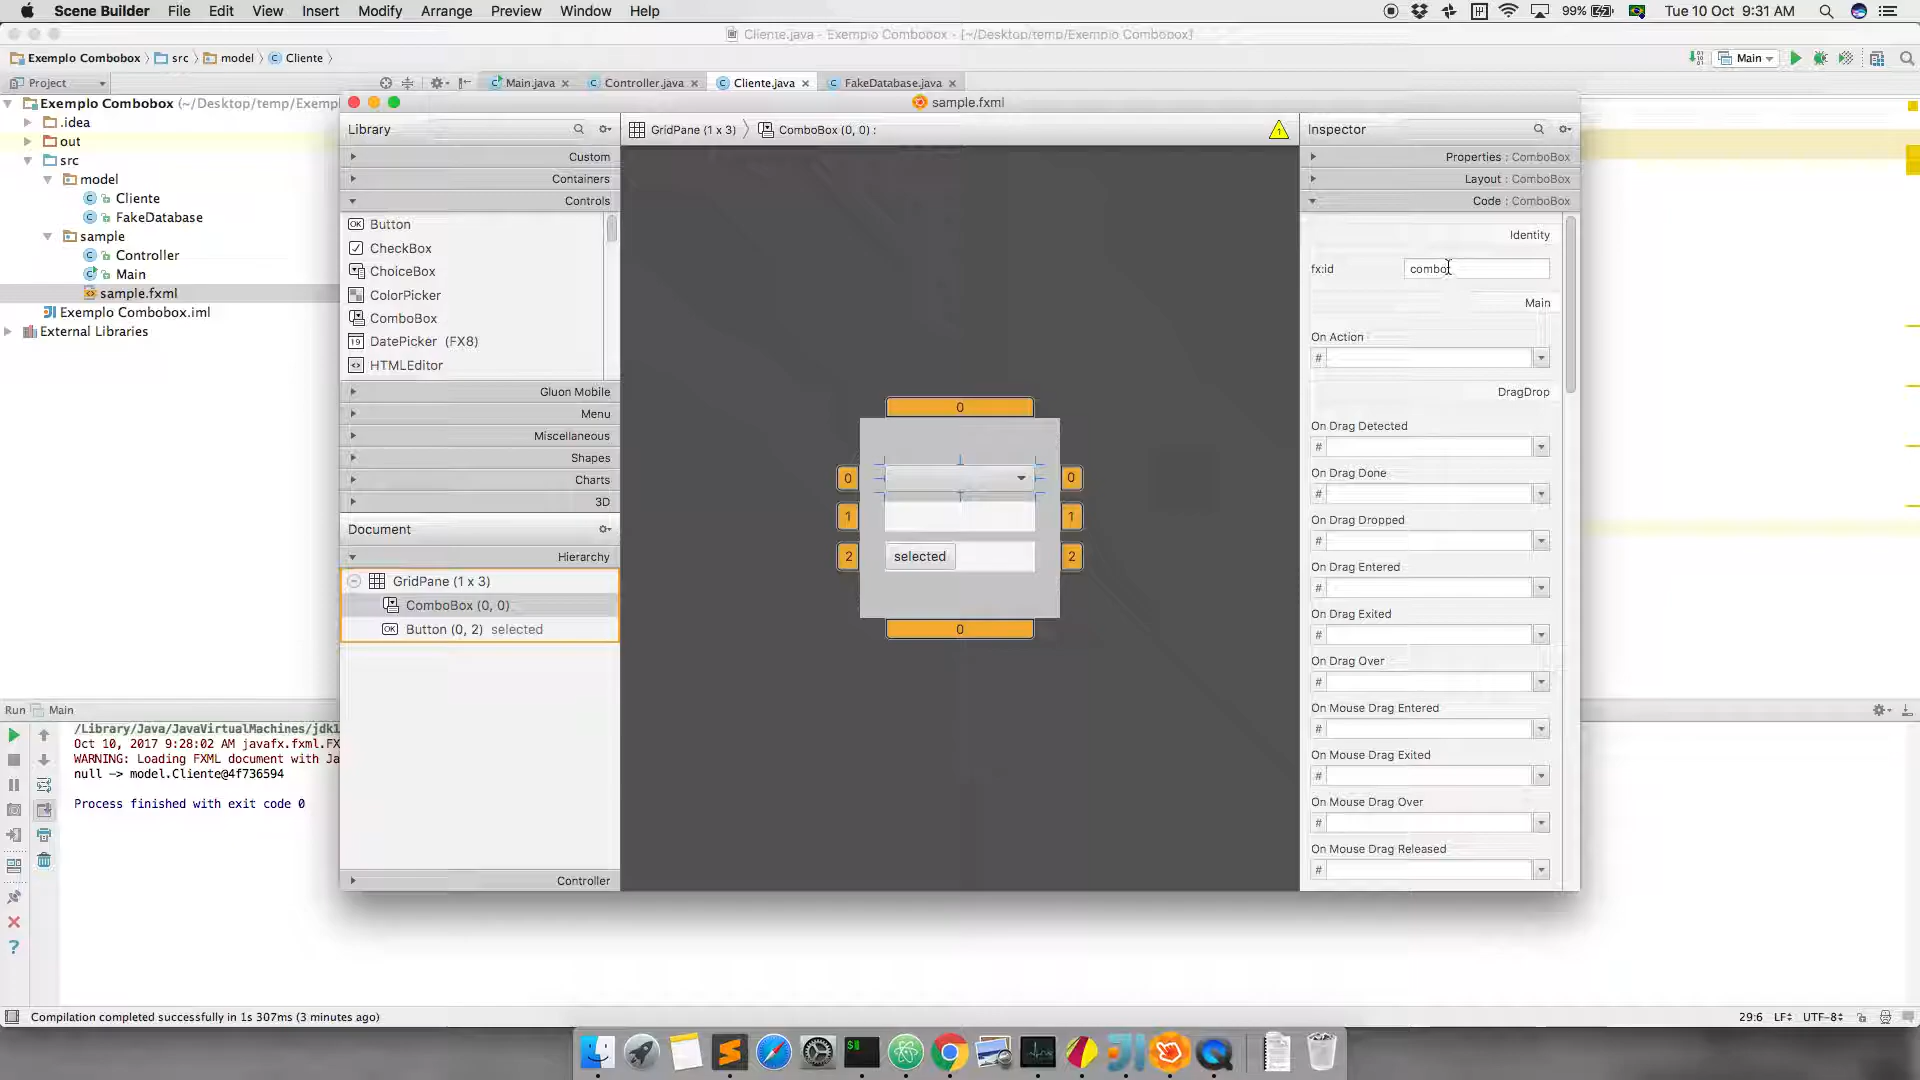 Scene Builder File Edit View Insert Modify Arrange Preview Window Help 99% Tue 10 Oct 9:31 AM
Cliente.java - Exemplo Combobox - [~/Desktop/temp/Exemplo Combobox]
Exemplo Combobox src model Cliente Main
Project Main.java Controller.java Cliente.java FakeDatabase.java
Exemplo Combobox (~/Desktop/temp/Exemp
.idea
out
src
model
Cliente
FakeDatabase
sample
Controller
Main
sample.fxml
Exemplo Combobox.iml
External Libraries
sample.fxml
Library
Custom
Containers
Controls
Button
CheckBox
ChoiceBox
ColorPicker
ComboBox
DatePicker (FX8)
HTMLEditor
Gluon Mobile
Menu
Miscellaneous
Shapes
Charts
3D
Document
Hierarchy
GridPane (1 x 3)
ComboBox (0, 0)
Button (0, 2) selected
Controller
GridPane (1 x 3) ComboBox (0, 0) :
0
0 0
1 1
2 selected 2
0
Inspector
Properties : ComboBox
Layout : ComboBox
Code : ComboBox
Identity
fx:id combo
Main
On Action
#
DragDrop
On Drag Detected
#
On Drag Done
#
On Drag Dropped
#
On Drag Entered
#
On Drag Exited
#
On Drag Over
#
On Mouse Drag Entered
#
On Mouse Drag Exited
#
On Mouse Drag Over
#
On Mouse Drag Released
#
Run Main
/Library/Java/JavaVirtualMachines/jdk1
Oct 10, 2017 9:28:02 AM javafx.fxml.FX
WARNING: Loading FXML document with Ja
null -> model.Cliente@4f736594
Process finished with exit code 0
Compilation completed successfully in 1s 307ms (3 minutes ago) 29:6 LF UTF-8